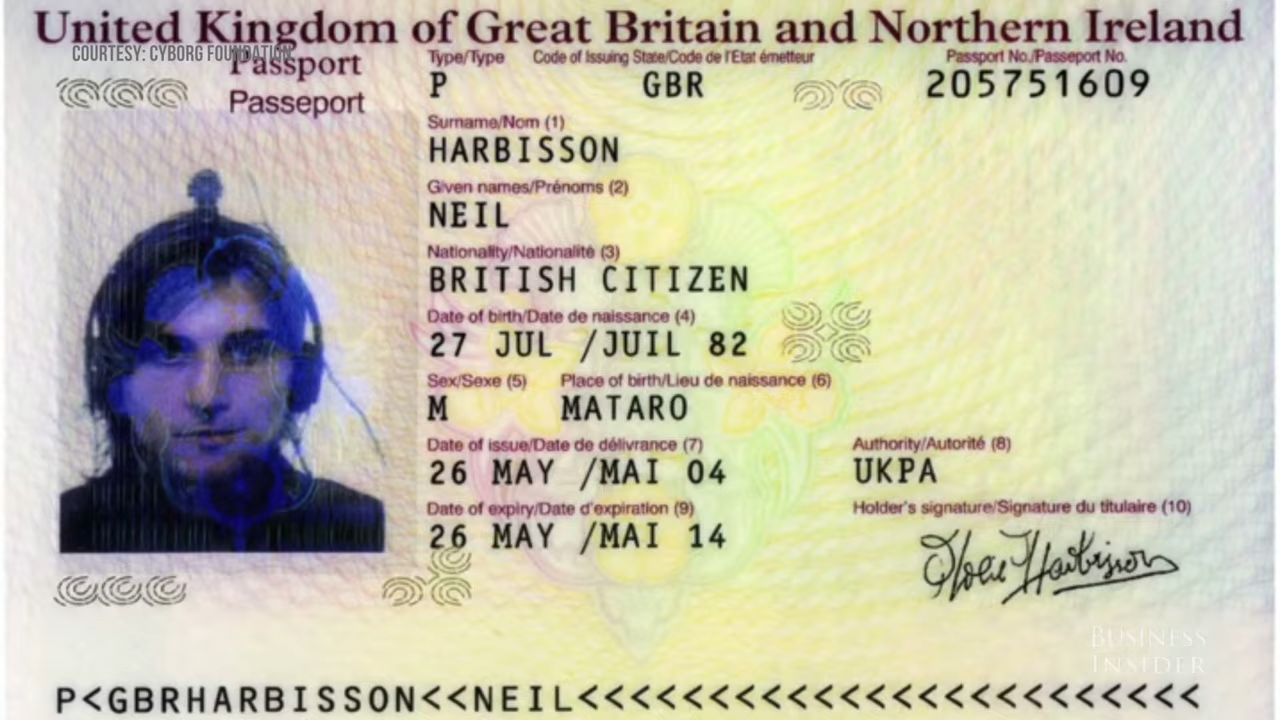 United Kingdom of Great Britain and Northern Ireland
COURTESY: CYBORG FOUNDATION
Passport
Passeport
Type/Type Code of Issuing State/Code de l'Etat émetteur Passport No./Passeport No.
P GBR 205751609
Surname/Nom (1)
HARBISSON
Given names/Prénoms (2)
NEIL
Nationality/Nationalité (3)
BRITISH CITIZEN
Date of birth/Date de naissance (4)
27 JUL /JUIL 82
Sex/Sexe (5) Place of birth/Lieu de naissance (6)
M MATARO
Date of issue/Date de délivrance (7) Authority/Autorité (8)
26 MAY /MAI 04 UKPA
Date of expiry/Date d'expiration (9) Holder's signature/Signature du titulaire (10)
26 MAY /MAI 14
Harbisson
BUSINESS
INSIDER
P<GBRHARBISSON<<NEIL<<<<<<<<<<<<<<<<<<<<<<<<